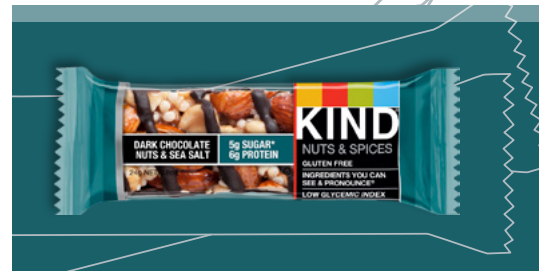 DARK CHOCOLATE
NUTS & SEA SALT
5g SUGAR*
6g PROTEIN
KIND
NUTS & SPICES
GLUTEN FREE
INGREDIENTS YOU CAN
SEE & PRONOUNCE®
LOW GLYCEMIC INDEX